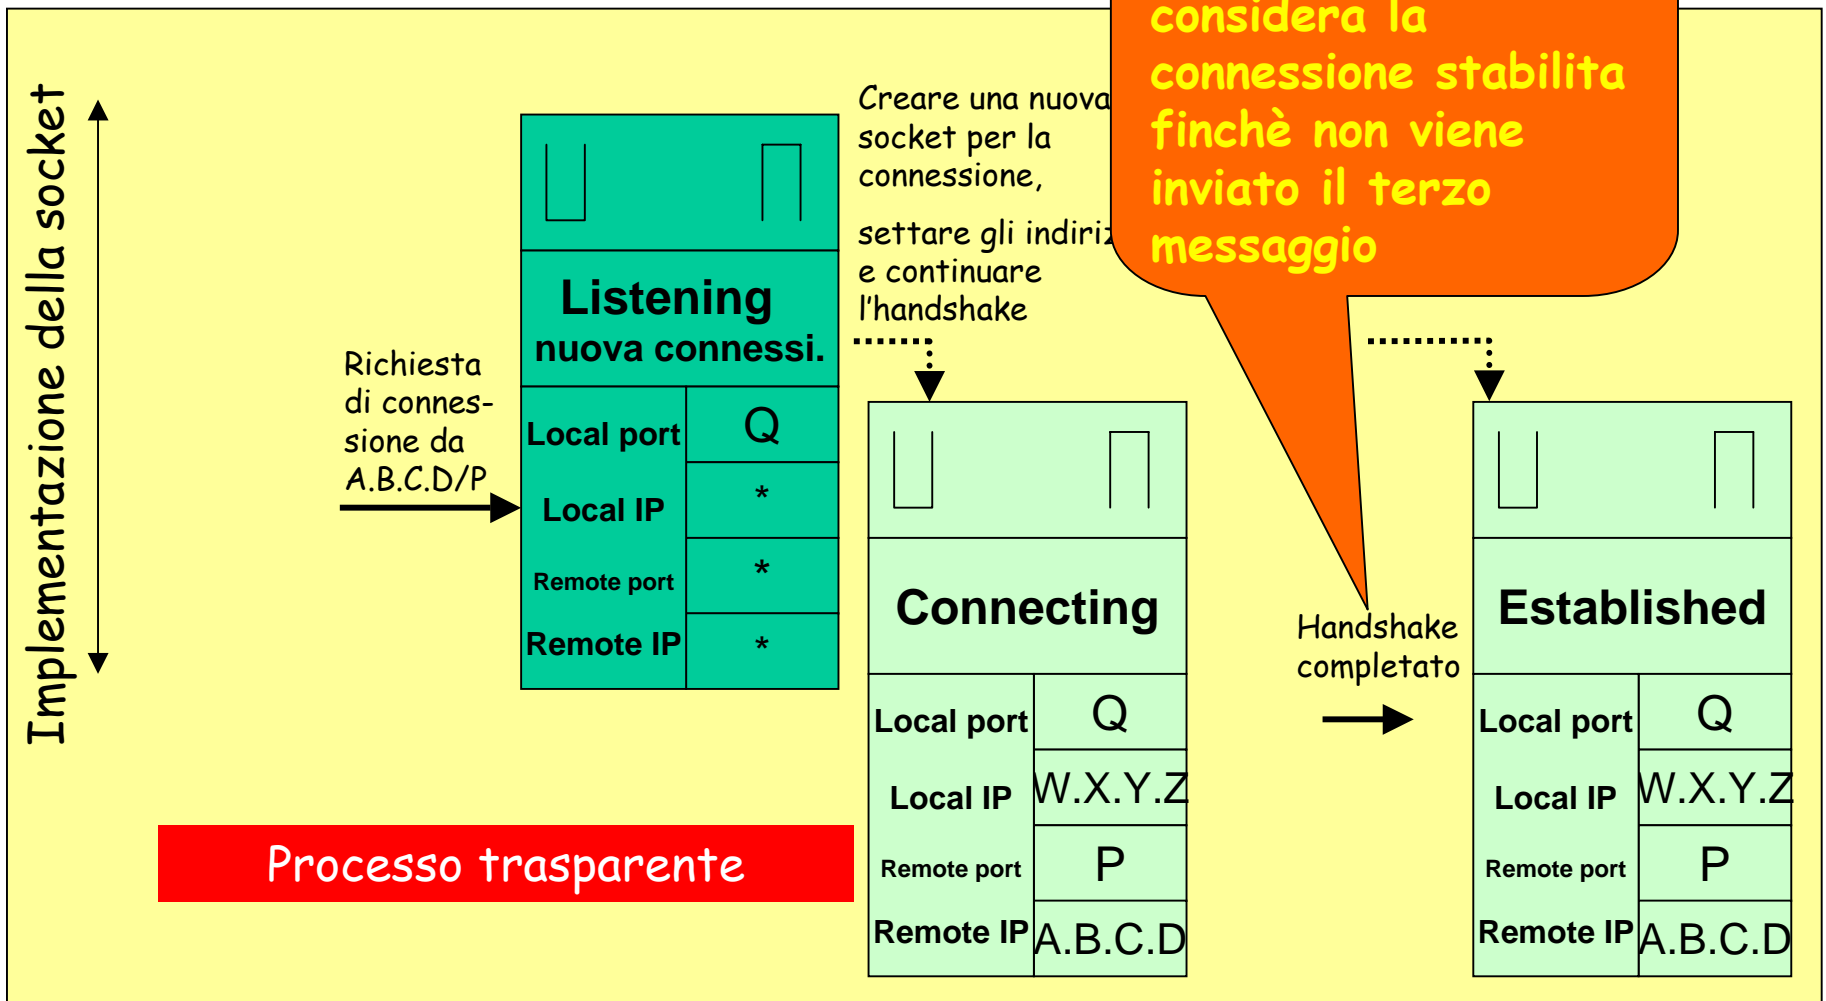 considera la
connessione stabilita
finchè non viene
inviato il terzo
messaggio
Implementazione della socket
Creare una nuova
socket per la
connessione,
settare gli indiriz
e continuare
l'handshake
Richiesta
di connes-
sione da
A.B.C.D/P
Listening
nuova connessi.
Local port Q
Local IP *
Remote port *
Remote IP *
Connecting
Local port Q
Local IP W.X.Y.Z
Remote port P
Remote IP A.B.C.D
Handshake
completato
Established
Local port Q
Local IP W.X.Y.Z
Remote port P
Remote IP A.B.C.D
Processo trasparente